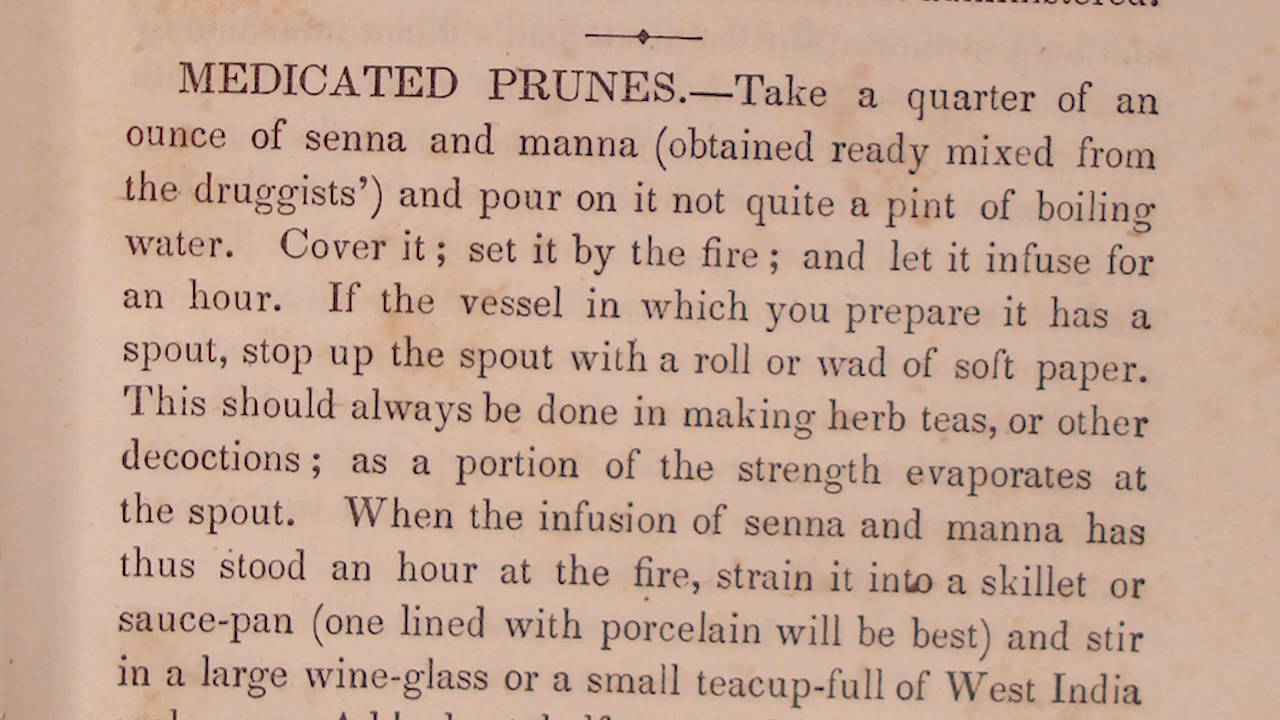 administered.
MEDICATED PRUNES.—Take a quarter of an
ounce of senna and manna (obtained ready mixed from
the druggists’) and pour on it not quite a pint of boiling
water. Cover it; set it by the fire; and let it infuse for
an hour. If the vessel in which you prepare it has a
spout, stop up the spout with a roll or wad of soft paper.
This should always be done in making herb teas, or other
decoctions; as a portion of the strength evaporates at
the spout. When the infusion of senna and manna has
thus stood an hour at the fire, strain it into a skillet or
sauce-pan (one lined with porcelain will be best) and stir
in a large wine-glass or a small teacup-full of West India